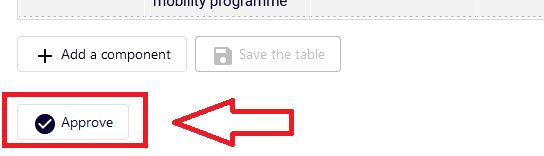 mobility programme
Add a component Save the table
Approve